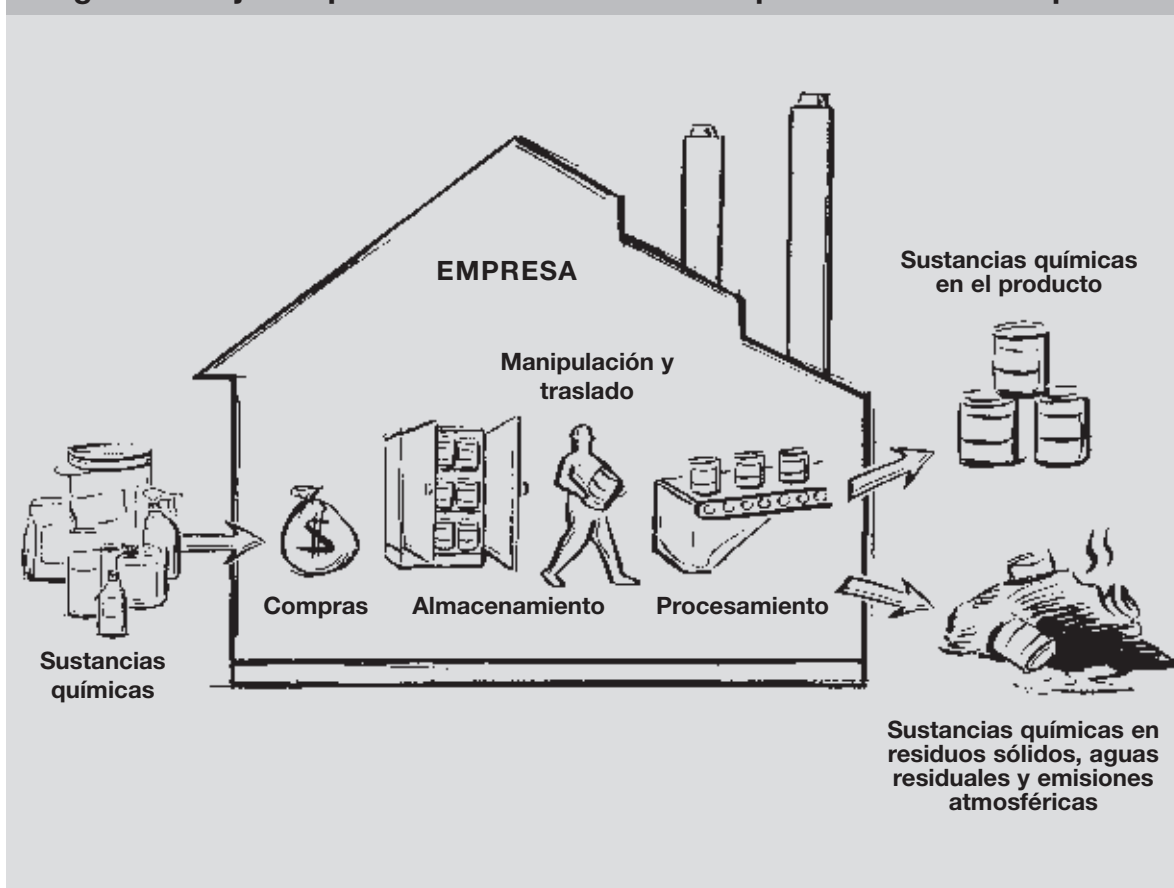 EMPRESA
Sustancias químicas
en el producto
Manipulación y
traslado
$
Compras
Almacenamiento
Procesamiento
Sustancias
químicas
Sustancias químicas en
residuos sólidos, aguas
residuales y emisiones
atmosféricas